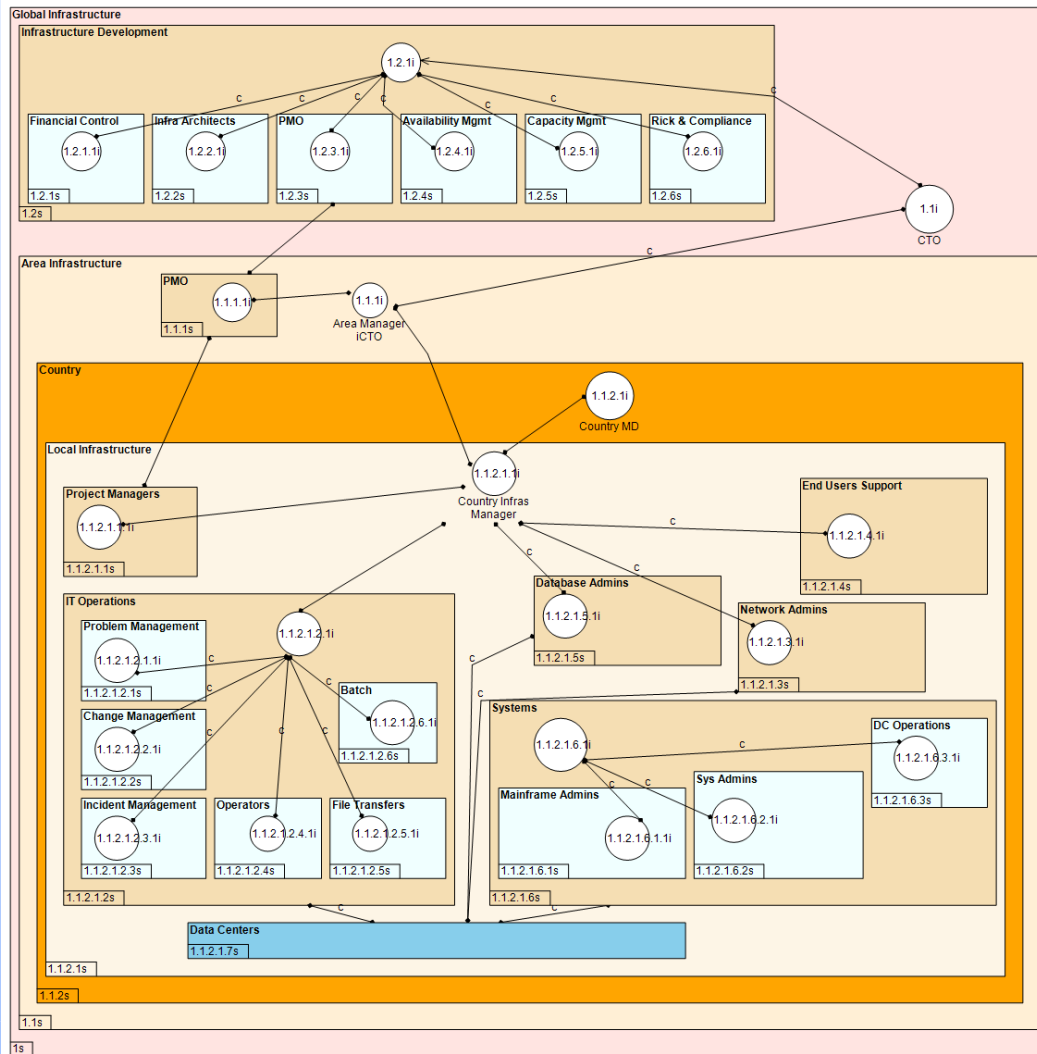 Global Infrastructure
Infrastructure Development
1.2.1i
c
c
c
c
c
c
c
Financial Control
Infra Architects
PMO
Availability Mgmt
Capacity Mgmt
Rick & Compliance
1.2.1.1i
1.2.2.1i
1.2.3.1i
1.2.4.1i
1.2.5.1i
1.2.6.1i
1.2.1s
1.2.2s
1.2.3s
1.2.4s
1.2.5s
1.2.6s
1.2s
1.1i
CTO
c
Area Infrastructure
PMO
1.1.1.1i
1.1.1i
1.1.1s
Area Manager
iCTO
Country
1.1.2.1i
Country MD
Local Infrastructure
1.1.2.1.1i
Country Infras
Manager
Project Managers
1.1.2.1.1.1i
1.1.2.1.1s
End Users Support
c
1.1.2.1.4.1i
1.1.2.1.4s
c
c
Database Admins
1.1.2.1.5.1i
1.1.2.1.5s
Network Admins
1.1.2.1.3.1i
1.1.2.1.3s
c
c
IT Operations
1.1.2.1.2.1i
Problem Management
1.1.2.1.2.1.1i
1.1.2.1.2.1s
c
c
c
c
c
c
Batch
1.1.2.1.2.6.1i
1.1.2.1.2.6s
Change Management
1.1.2.1.2.2.1i
1.1.2.1.2.2s
Incident Management
1.1.2.1.2.3.1i
1.1.2.1.2.3s
Operators
1.1.2.1.2.4.1i
1.1.2.1.2.4s
File Transfers
1.1.2.1.2.5.1i
1.1.2.1.2.5s
1.1.2.1.2s
Systems
1.1.2.1.6.1i
c
c
c
DC Operations
1.1.2.1.6.3.1i
1.1.2.1.6.3s
Mainframe Admins
1.1.2.1.6.1.1i
1.1.2.1.6.1s
Sys Admins
1.1.2.1.6.2.1i
1.1.2.1.6.2s
1.1.2.1.6s
c
c
Data Centers
1.1.2.1.7s
1.1.2.1s
1.1.2s
1.1s
1s